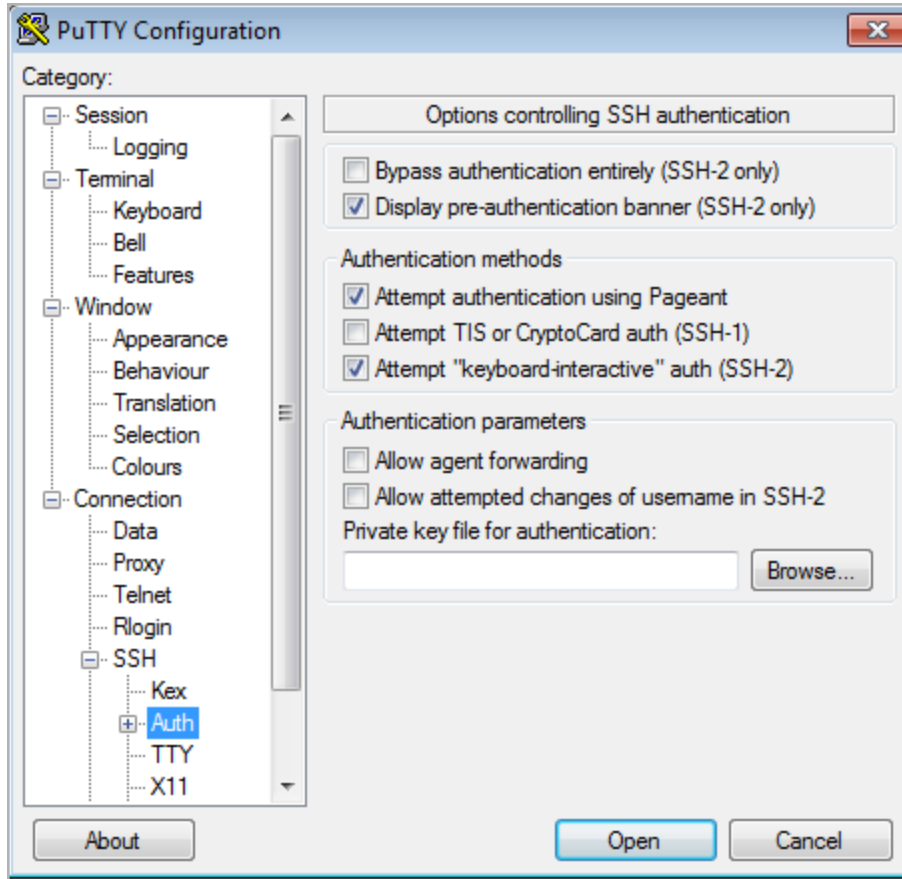 PuTTY Configuration
Category:
Session
Logging
Terminal
Keyboard
Bell
Features
Window
Appearance
Behaviour
Translation
Selection
Colours
Connection
Data
Proxy
Telnet
Rlogin
SSH
Kex
Auth
TTY
X11
Options controlling SSH authentication
Bypass authentication entirely (SSH-2 only)
Display pre-authentication banner (SSH-2 only)
Authentication methods
Attempt authentication using Pageant
Attempt TIS or CryptoCard auth (SSH-1)
Attempt "keyboard-interactive" auth (SSH-2)
Authentication parameters
Allow agent forwarding
Allow attempted changes of username in SSH-2
Private key file for authentication:
Browse...
About
Open
Cancel